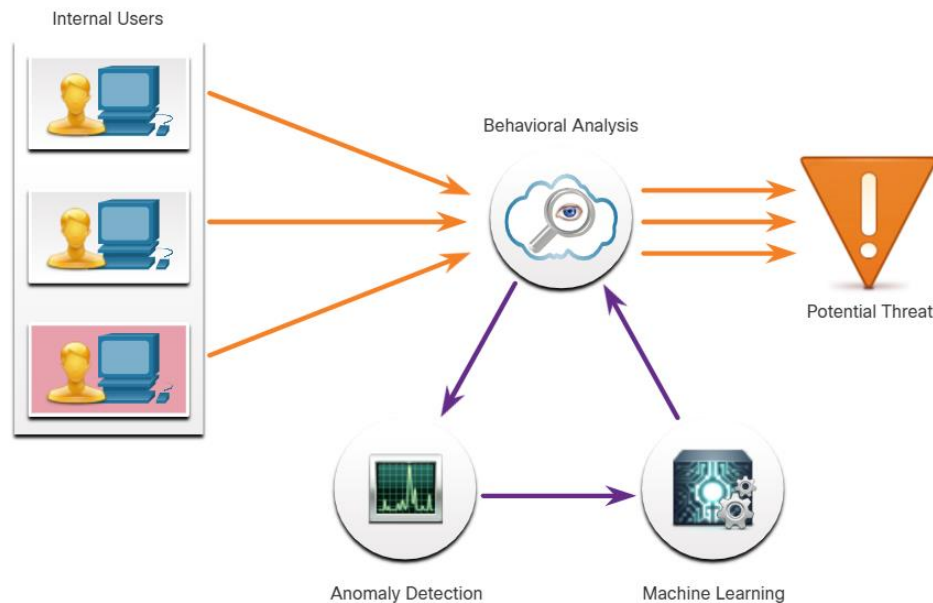 Internal Users
Behavioral Analysis
Potential Threat
Anomaly Detection
Machine Learning